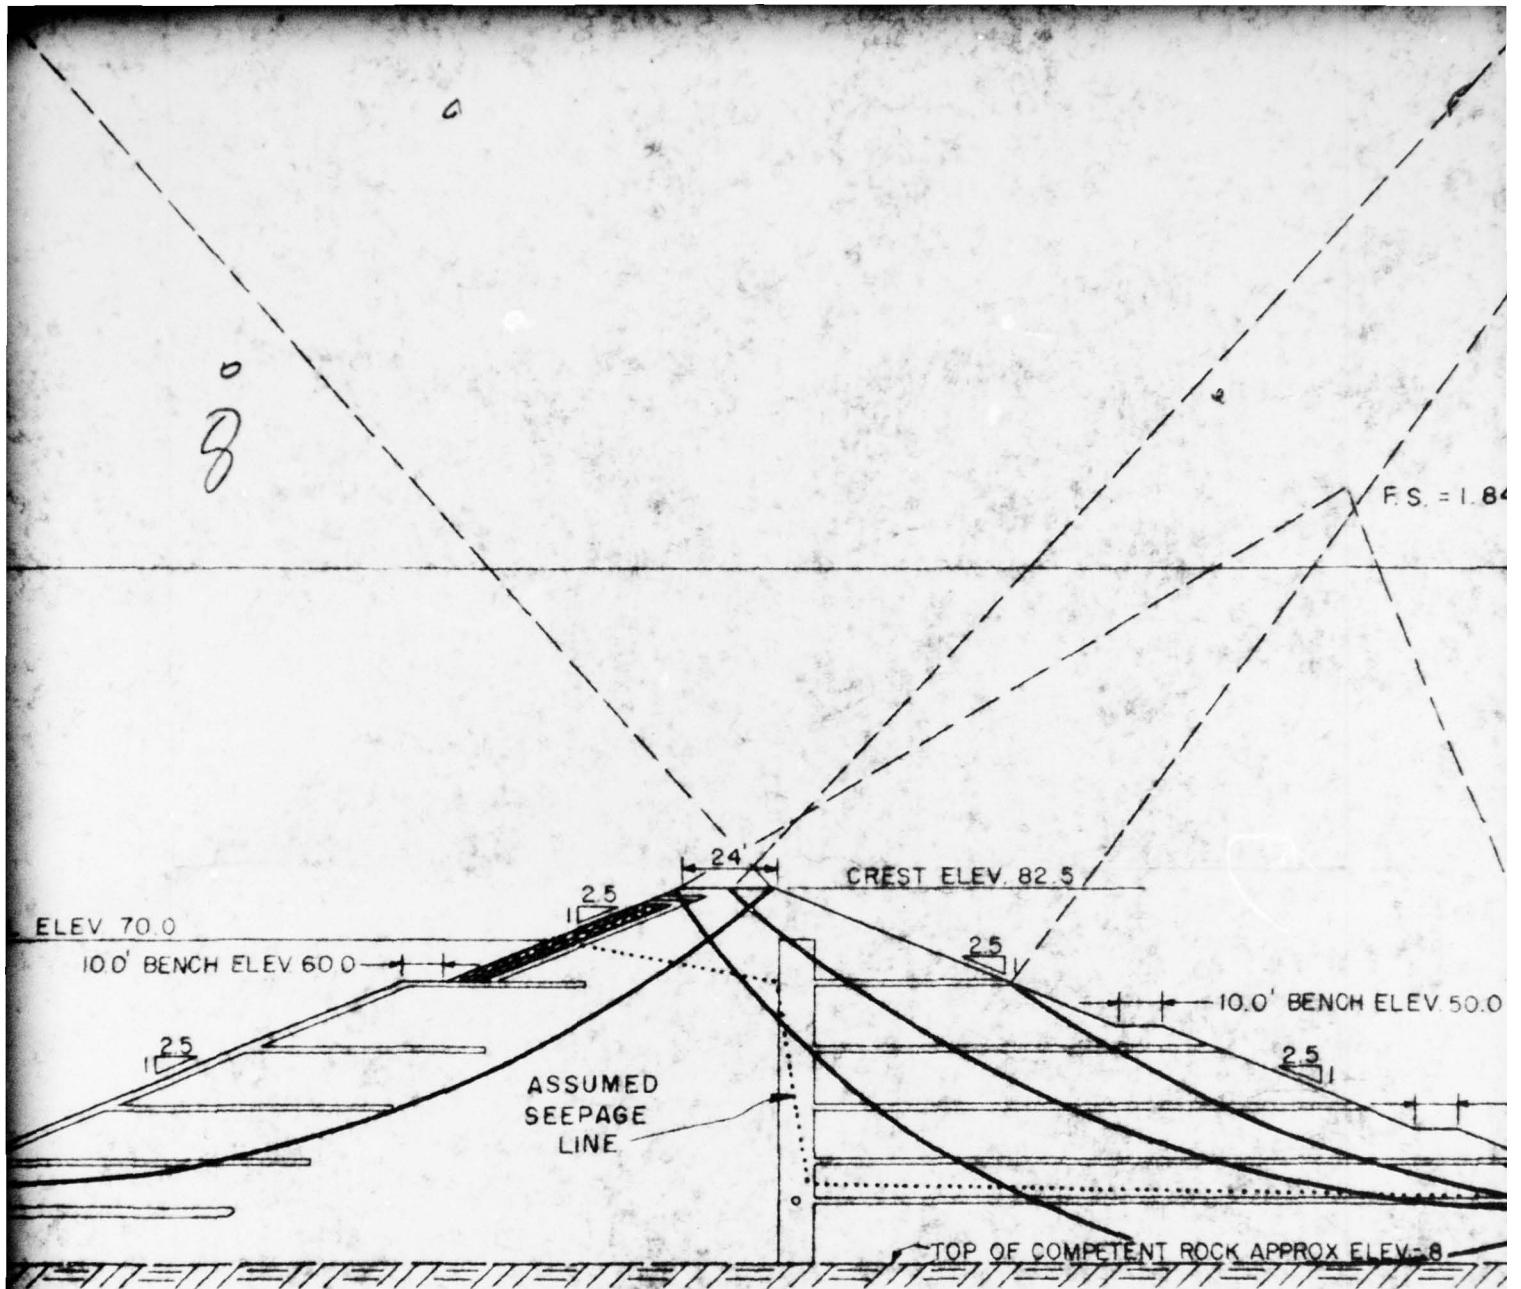 8
F.S. = 1.84
24'
CREST ELEV. 82.5
2.5
1
ELEV. 70.0
10.0' BENCH ELEV. 60.0
2.5
1
10.0' BENCH ELEV. 50.0
2.5
1
2.5
1
ASSUMED
SEEPAGE
LINE
TOP OF COMPETENT ROCK APPROX ELEV.-8